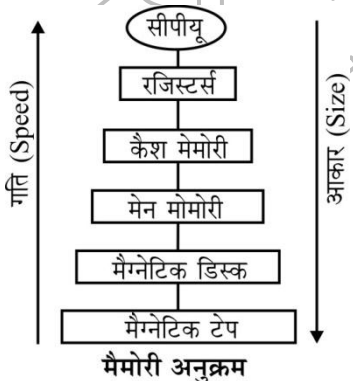 सीपीयू
रजिस्टर्स
कैश मेमोरी
मेन मोमोरी
मैग्नेटिक डिस्क
मैग्नेटिक टेप
गति (Speed)
आकार (Size)
मैमोरी अनुक्रम